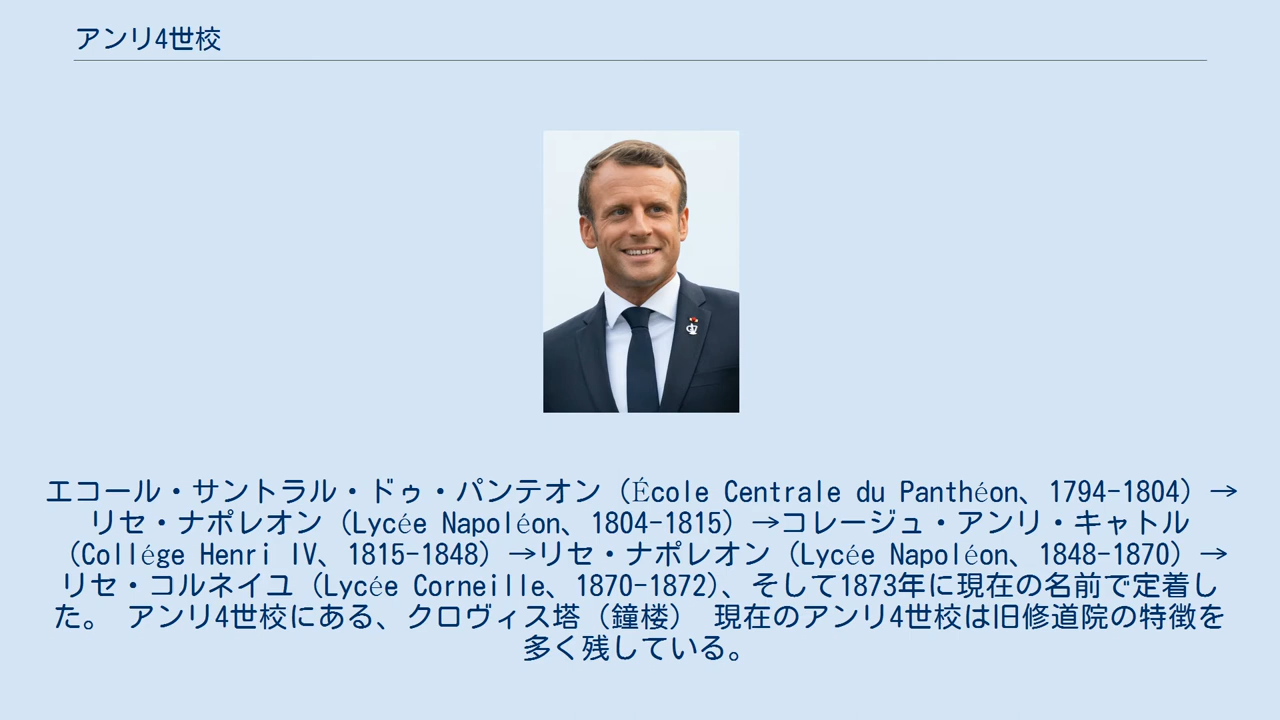 アンリ4世校
エコール・サントラル・ドゥ・パンテオン（École Centrale du Panthéon、1794-1804）→
リセ・ナポレオン（Lycée Napoléon、1804-1815）→コレージュ・アンリ・キャトル
（Collége Henri IV、1815-1848）→リセ・ナポレオン（Lycée Napoléon、1848-1870）→
リセ・コルネイユ（Lycée Corneille、1870-1872)、そして1873年に現在の名前で定着し
た。 アンリ4世校にある、クロヴィス塔（鐘楼） 現在のアンリ4世校は旧修道院の特徴を
多く残している。